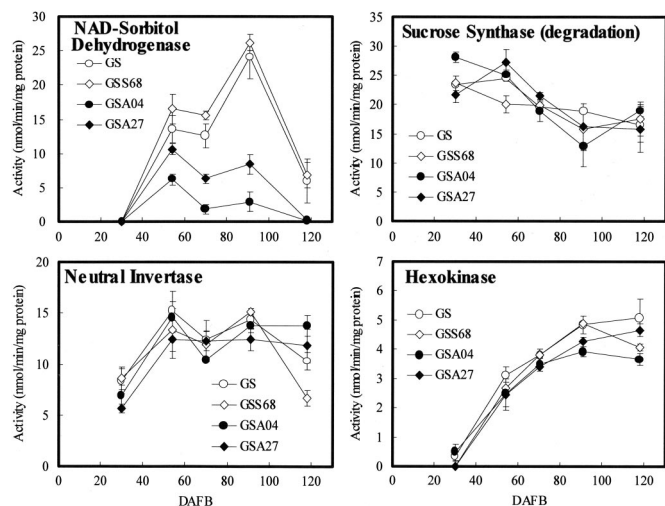 NAD-Sorbitol
Dehydrogenase
GS
GSS68
GSA04
GSA27
Activity (nmol/min/mg protein)
30
25
20
15
10
5
0
0 20 40 60 80 100 120
Sucrose Synthase (degradation)
GS
GSS68
GSA04
GSA27
Activity (nmol/min/mg protein)
35
30
25
20
15
10
5
0
0 20 40 60 80 100 120
Neutral Invertase
GS
GSS68
GSA04
GSA27
Activity (nmol/min/mg protein)
20
15
10
5
0
0 20 40 60 80 100 120
DAFB
Hexokinase
GS
GSS68
GSA04
GSA27
Activity (nmol/min/mg protein)
7
6
5
4
3
2
1
0
0 20 40 60 80 100 120
DAFB